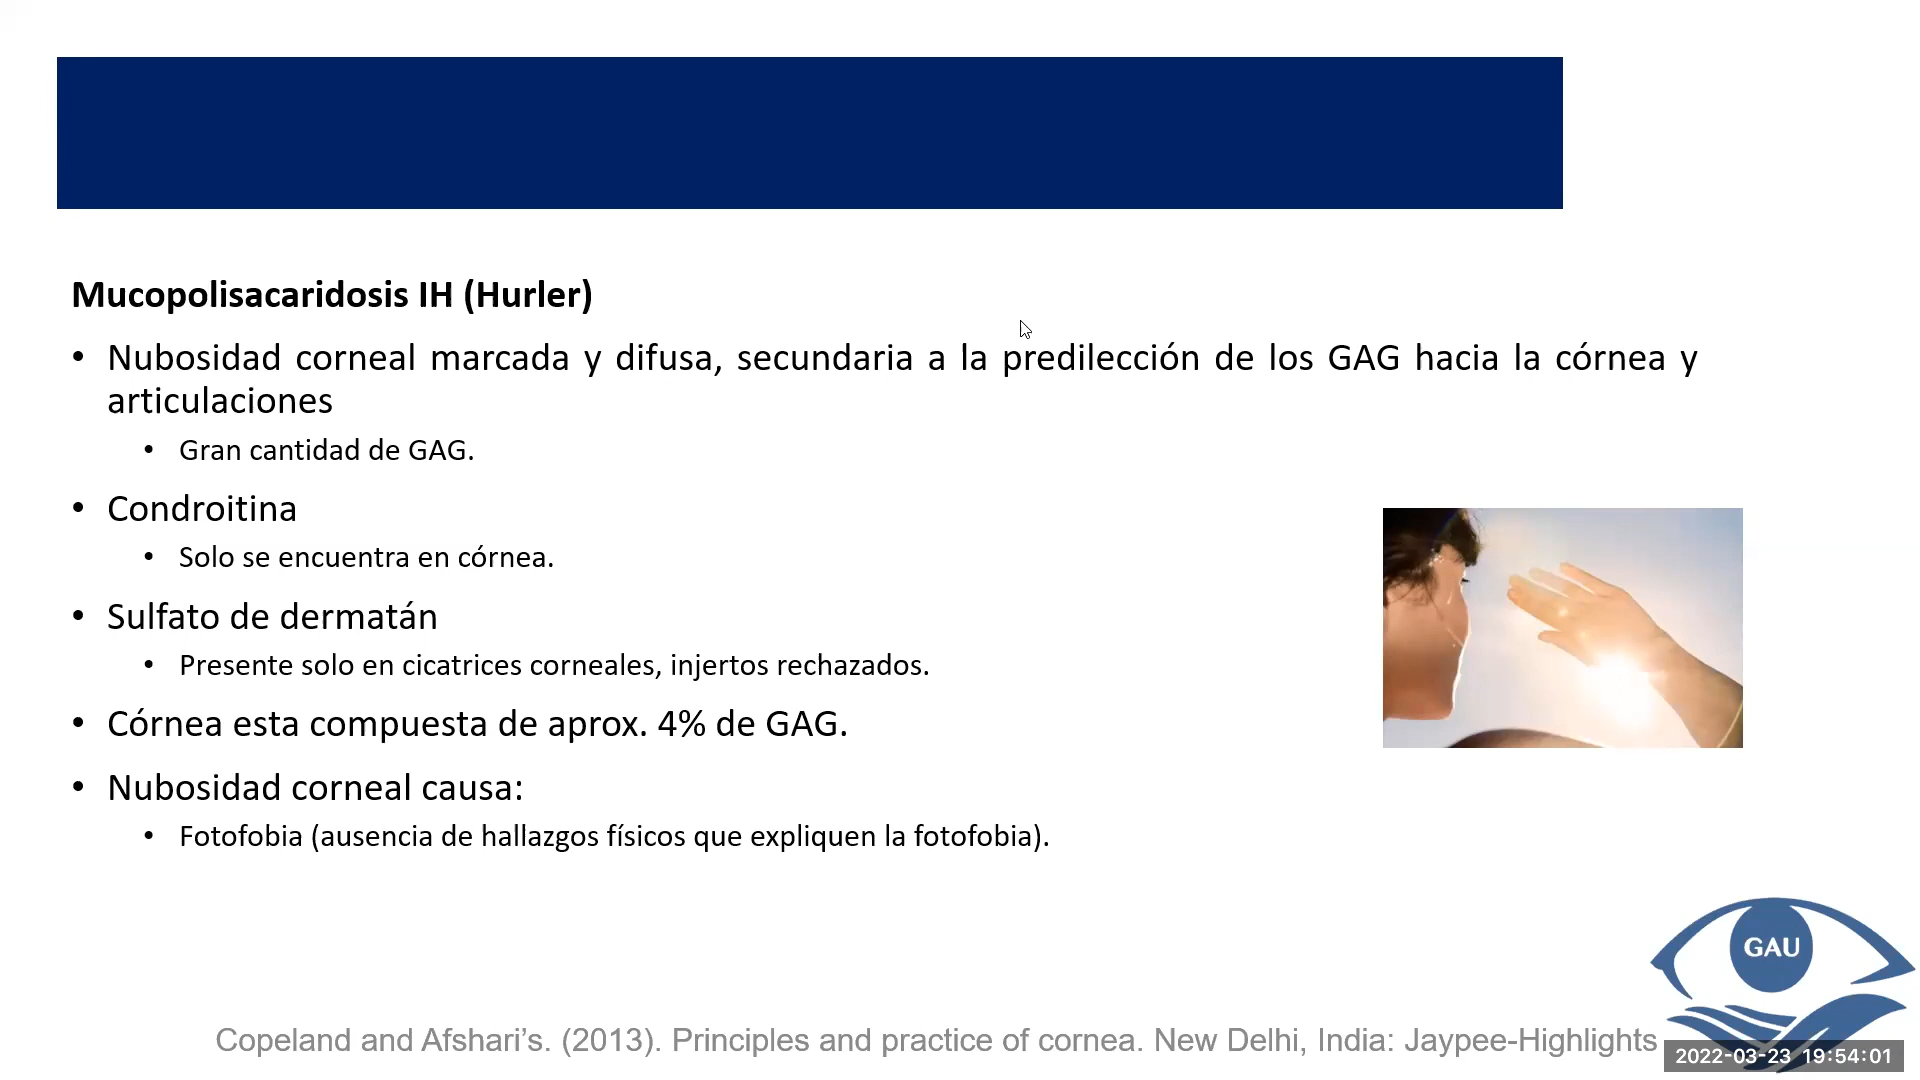 Mucopolisacaridosis IH (Hurler)
• Nubosidad corneal marcada y difusa, secundaria a la predilección de los GAG hacia la córnea y
articulaciones
• Gran cantidad de GAG.
• Condroitina
• Solo se encuentra en córnea.
• Sulfato de dermatán
• Presente solo en cicatrices corneales, injertos rechazados.
• Córnea esta compuesta de aprox. 4% de GAG.
• Nubosidad corneal causa:
• Fotofobia (ausencia de hallazgos físicos que expliquen la fotofobia).
GAU
Copeland and Afshari’s. (2013). Principles and practice of cornea. New Delhi, India: Jaypee-Highlights
2022-03-23 19:54:01